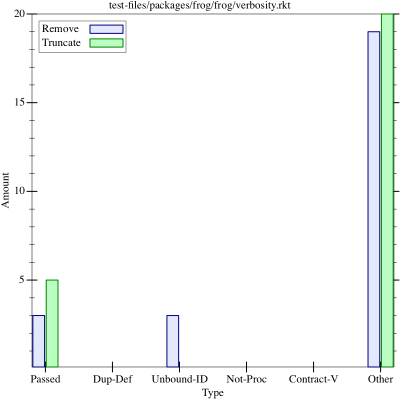 test-files/packages/frog/frog/verbosity.rkt
Remove
Truncate
20
15
10
5
Amount
Passed Dup-Def Unbound-ID Not-Proc Contract-V Other
Type